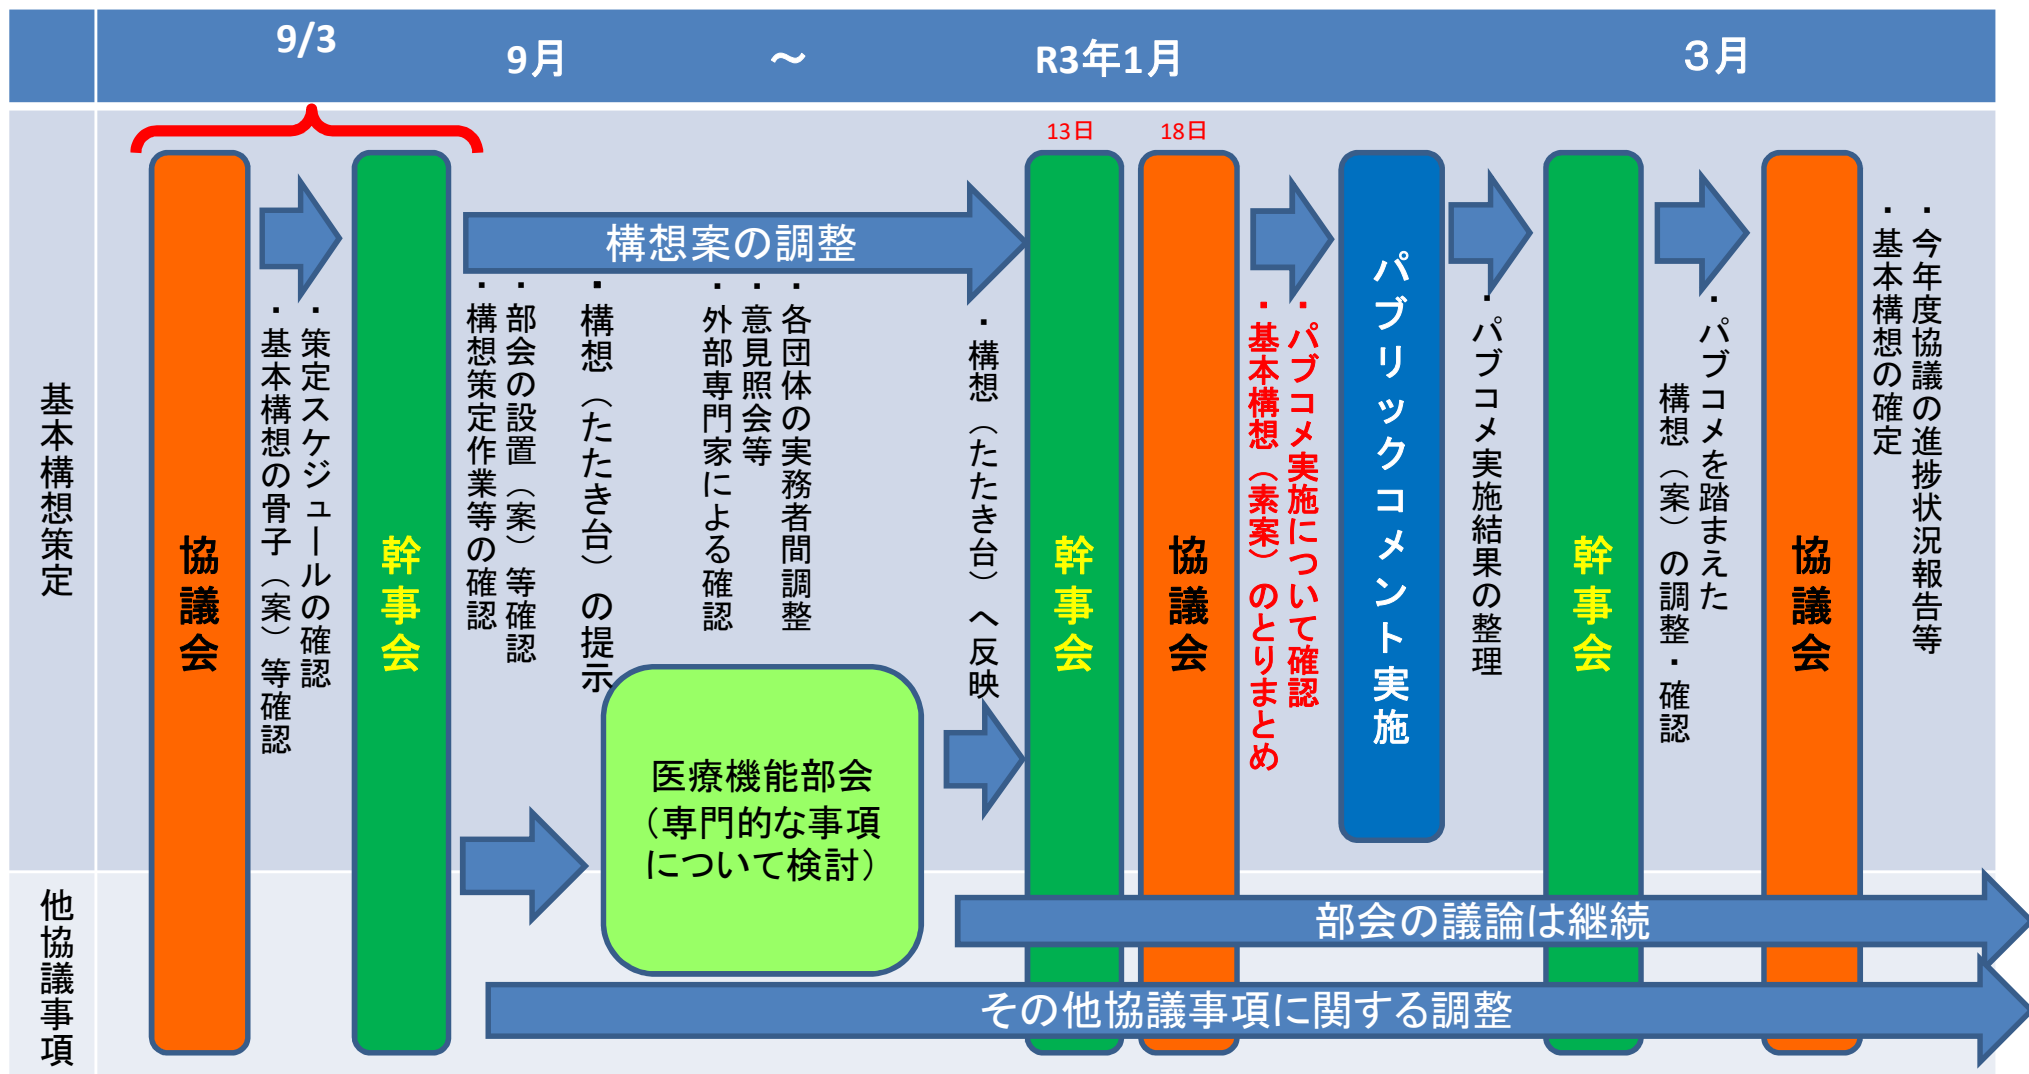 9/3
9月
～
R3年1月
3月
基本構想策定
他協議事項
協議会
・策定スケジュールの確認
・基本構想の骨子（案）等確認
幹事会
構想案の調整
・部会の設置（案）等確認
・構想策定作業等の確認
・構想（たたき台）の提示
・各団体の実務者間調整
・意見照会等
・外部専門家による確認
・構想（たたき台）へ反映
医療機能部会
（専門的な事項
について検討）
13日
幹事会
18日
協議会
・パブコメ実施について確認
・基本構想（素案）のとりまとめ
パブリックコメント実施
・パブコメ実施結果の整理
幹事会
・パブコメを踏まえた
構想（案）の調整・確認
協議会
・今年度協議の進捗状況報告等
・基本構想の確定
部会の議論は継続
その他協議事項に関する調整